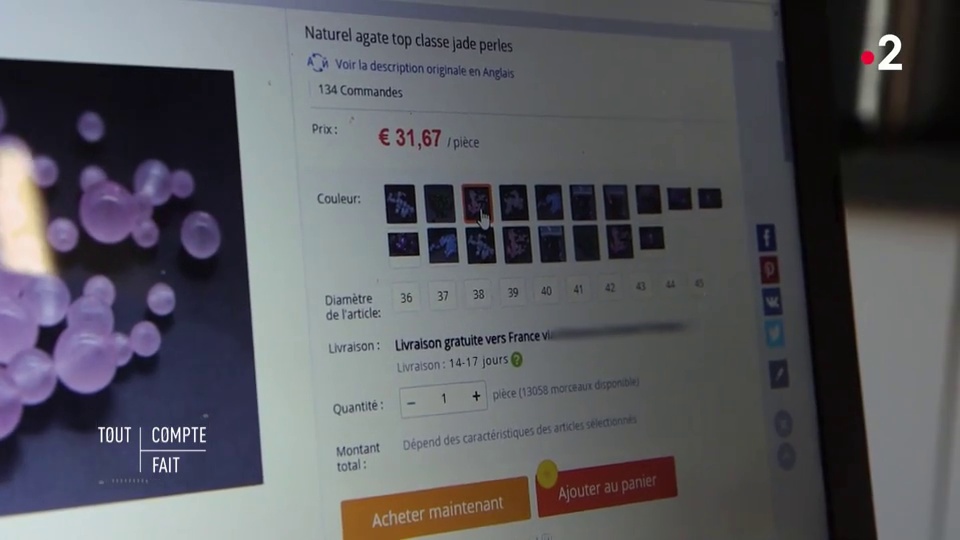 Naturel agate top classe jade perles
Voir la description originale en Anglais
134 Commandes
Prix :
€ 31,67 / pièce
Couleur:
Diamètre de l'article:
36 37 38 39 40 41 42 43 44 45
Livraison :
Livraison gratuite vers France
Livraison : 14-17 jours ?
Quantité :
− 1 + pièce (13058 morceaux disponible)
Montant total :
Dépend des caractéristiques des articles sélectionnés
Acheter maintenant
Ajouter au panier
2
TOUT COMPTE
FAIT